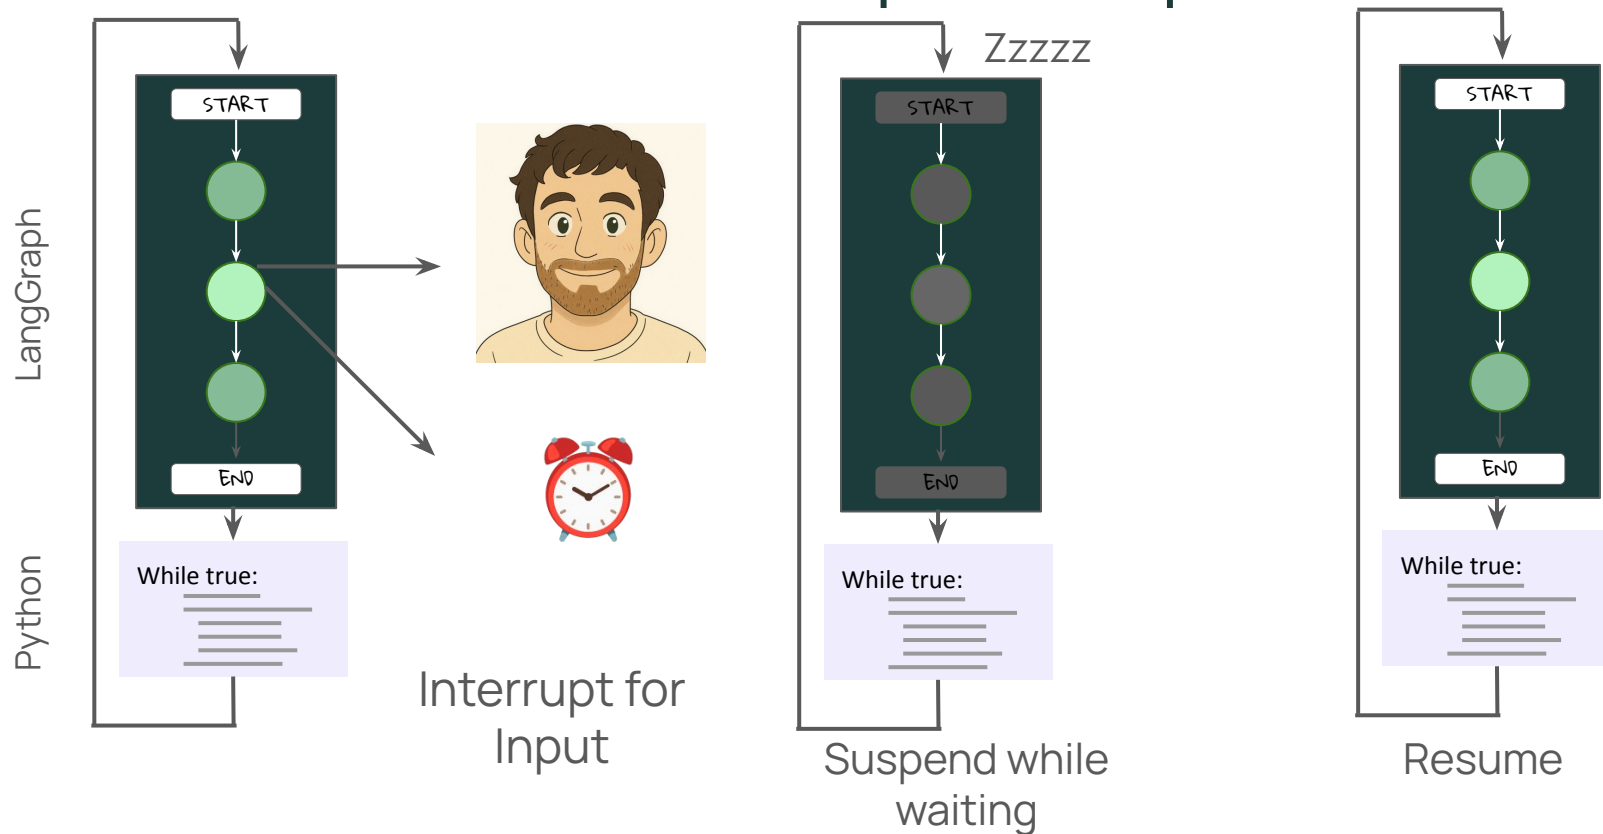 LangGraph
Python
START
END
While true:
Interrupt for
Input
Zzzzz
START
END
While true:
Suspend while
waiting
START
END
While true:
Resume